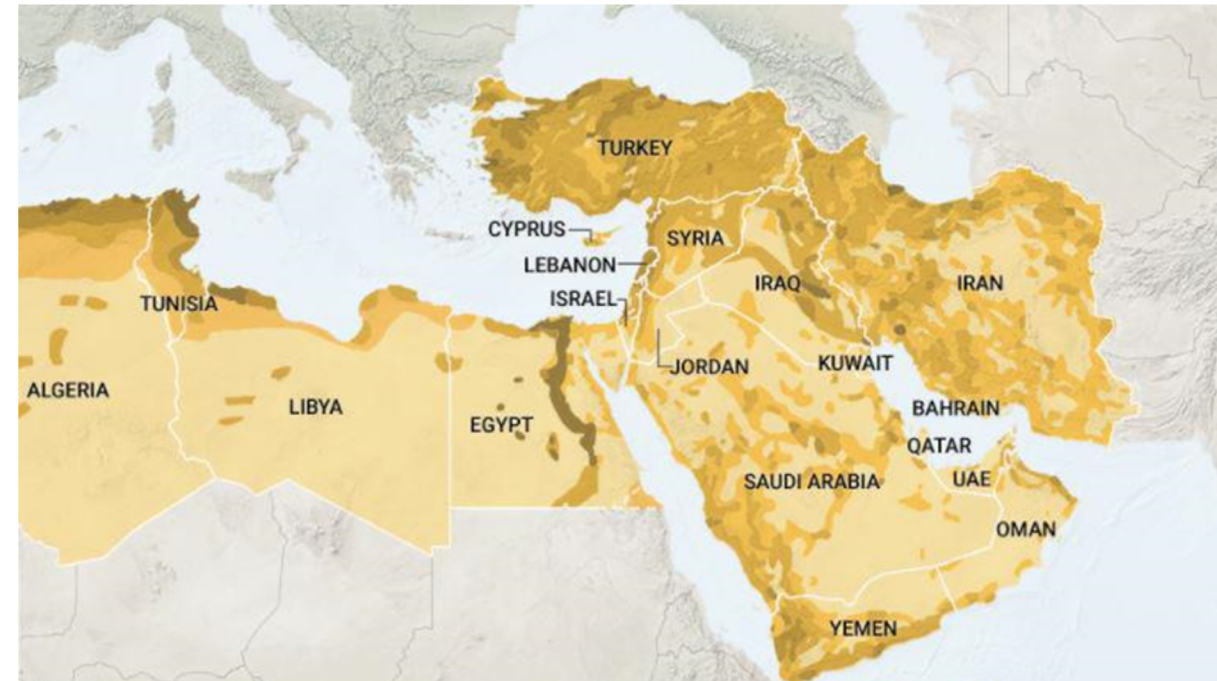 TURKEY
CYPRUS
SYRIA
LEBANON
IRAQ
IRAN
ISRAEL
TUNISIA
JORDAN
KUWAIT
ALGERIA
LIBYA
BAHRAIN
EGYPT
QATAR
SAUDI ARABIA
UAE
OMAN
YEMEN